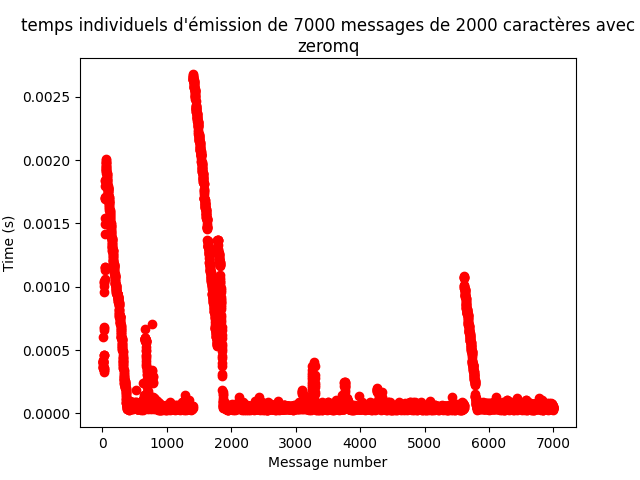 temps individuels d'émission de 7000 messages de 2000 caractères avec
zeromq
0.0025
0.0020
0.0015
0.0010
0.0005
0.0000
Time (s)
0 1000 2000 3000 4000 5000 6000 7000
Message number